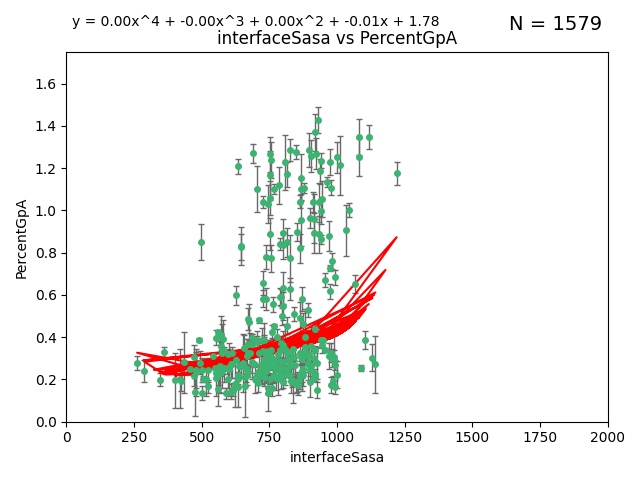 y = 0.00x^4 + -0.00x^3 + 0.00x^2 + -0.01x + 1.78
N = 1579
interfaceSasa vs PercentGpA
1.6
1.4
1.2
1.0
0.8
0.6
0.4
0.2
0.0
PercentGpA
0 250 500 750 1000 1250 1500 1750 2000
interfaceSasa